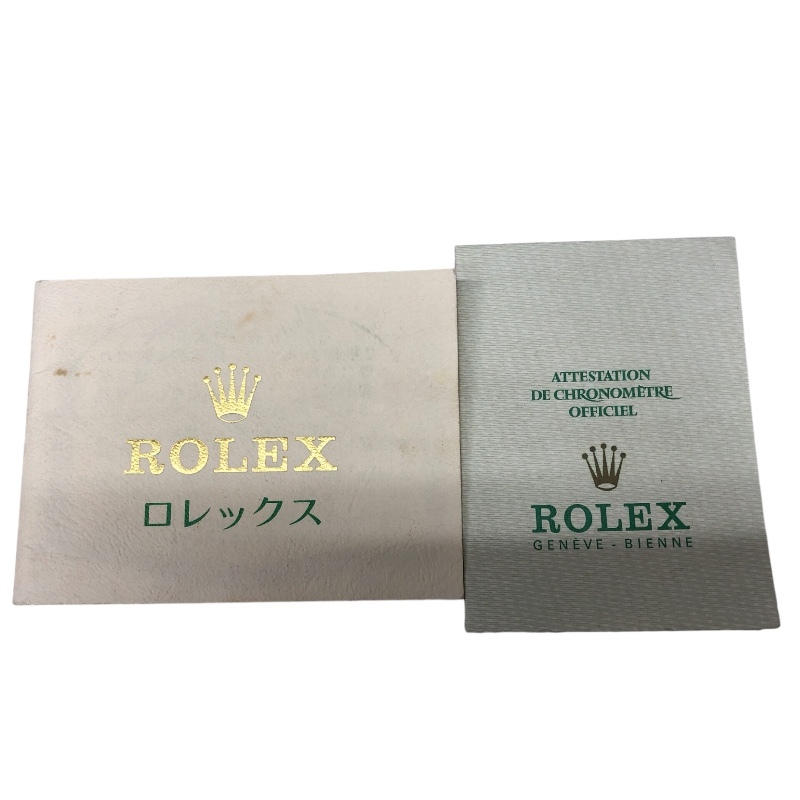 ROLEX
ロレックス
ATTESTATION
DE CHRONOMÈTRE
OFFICIEL
ROLEX
GENÈVE - BIENNE